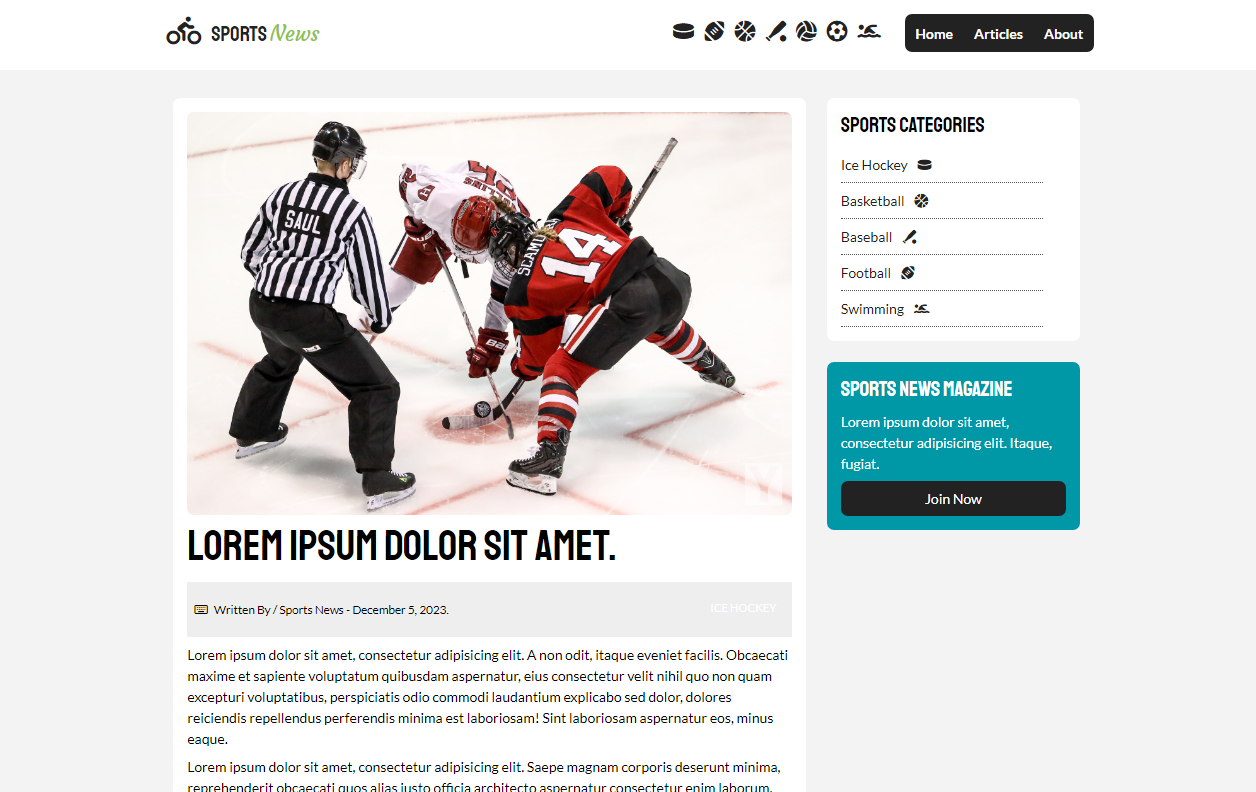 SPORTS News
Home Articles About
SAUL
SCAMU
14
LOREM IPSUM DOLOR SIT AMET.
Written By / Sports News - December 5, 2023.
ICE HOCKEY
Lorem ipsum dolor sit amet, consectetur adipisicing elit. A non odit, itaque eveniet facilis. Obcaecati
maxime et sapiente voluptatum quibusdam aspernatur, eius consectetur velit nihil quo non quam
excepturi voluptatibus, perspiciatis odio commodi laudantium explicabo sed dolor, dolores
reiciendis repellendus perferendis minima est laboriosam! Sint laboriosam aspernatur eos, minus
eaque.
Lorem ipsum dolor sit amet, consectetur adipisicing elit. Saepe magnam corporis deserunt minima,
reprehenderit obcaecati quos alias iusto officia architecto aspernatur consectetur enim laborum.
SPORTS CATEGORIES
Ice Hockey
Basketball
Baseball
Football
Swimming
SPORTS NEWS MAGAZINE
Lorem ipsum dolor sit amet,
consectetur adipisicing elit. Itaque,
fugiat.
Join Now